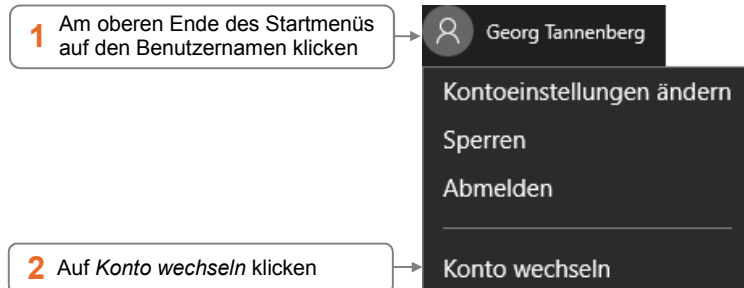 1 Am oberen Ende des Startmenüs
auf den Benutzernamen klicken
Georg Tannenberg
Kontoeinstellungen ändern
Sperren
Abmelden
2 Auf Konto wechseln klicken
Konto wechseln